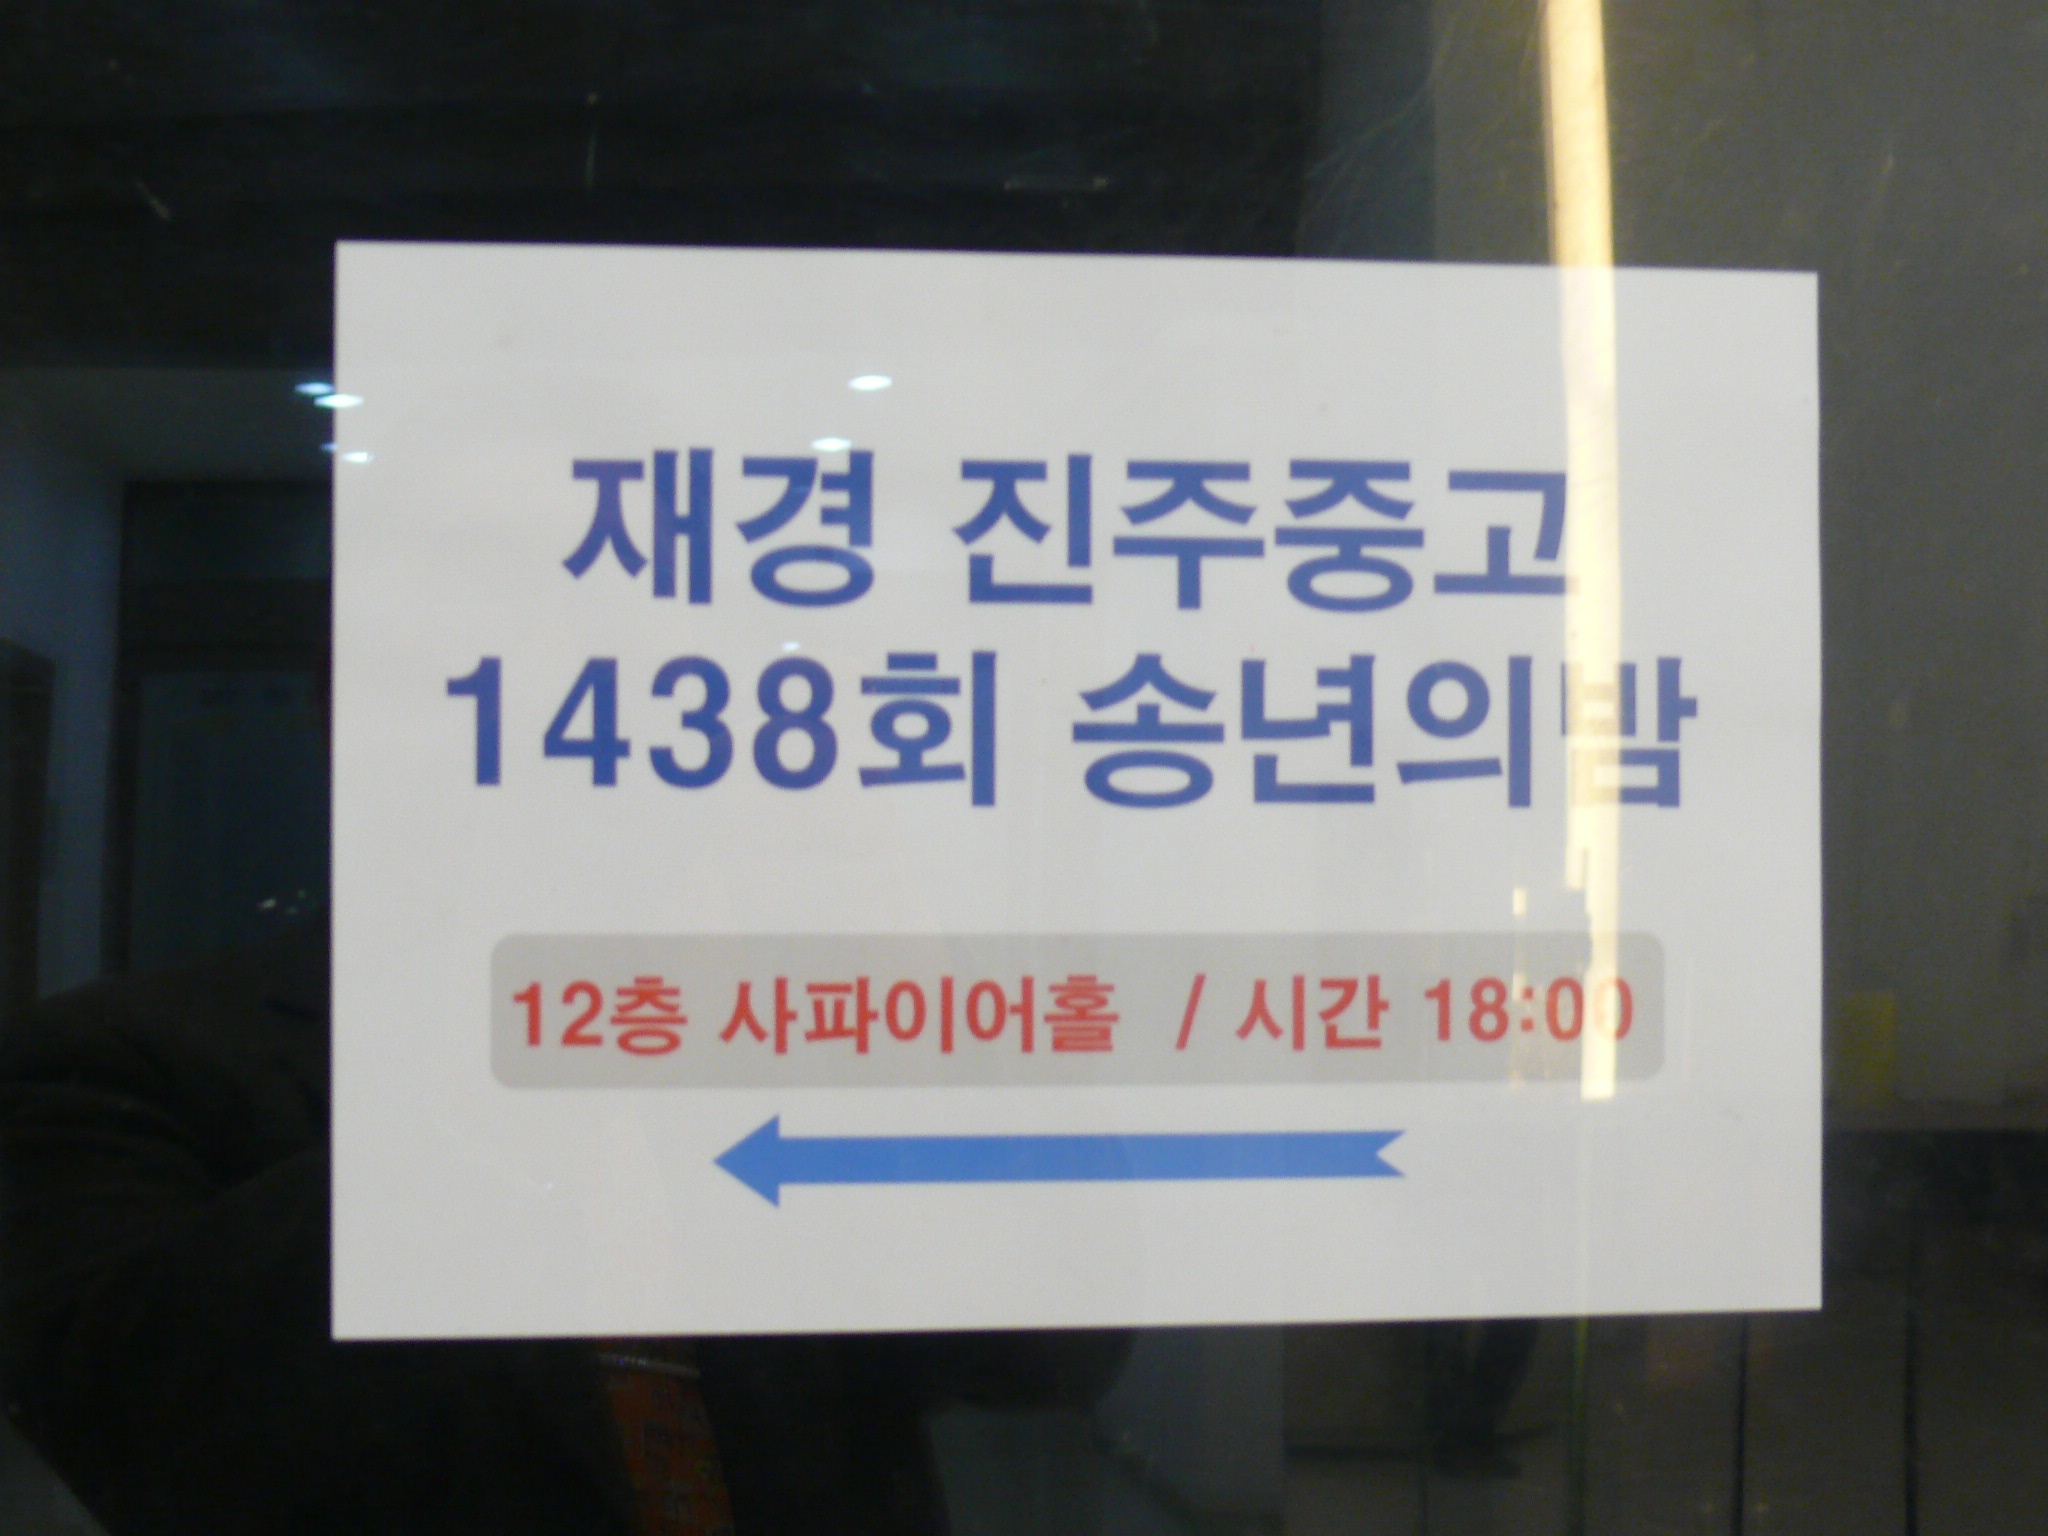 재경 진주중고
1438회 송년의밤
12층 사파이어홀 / 시간 18:00